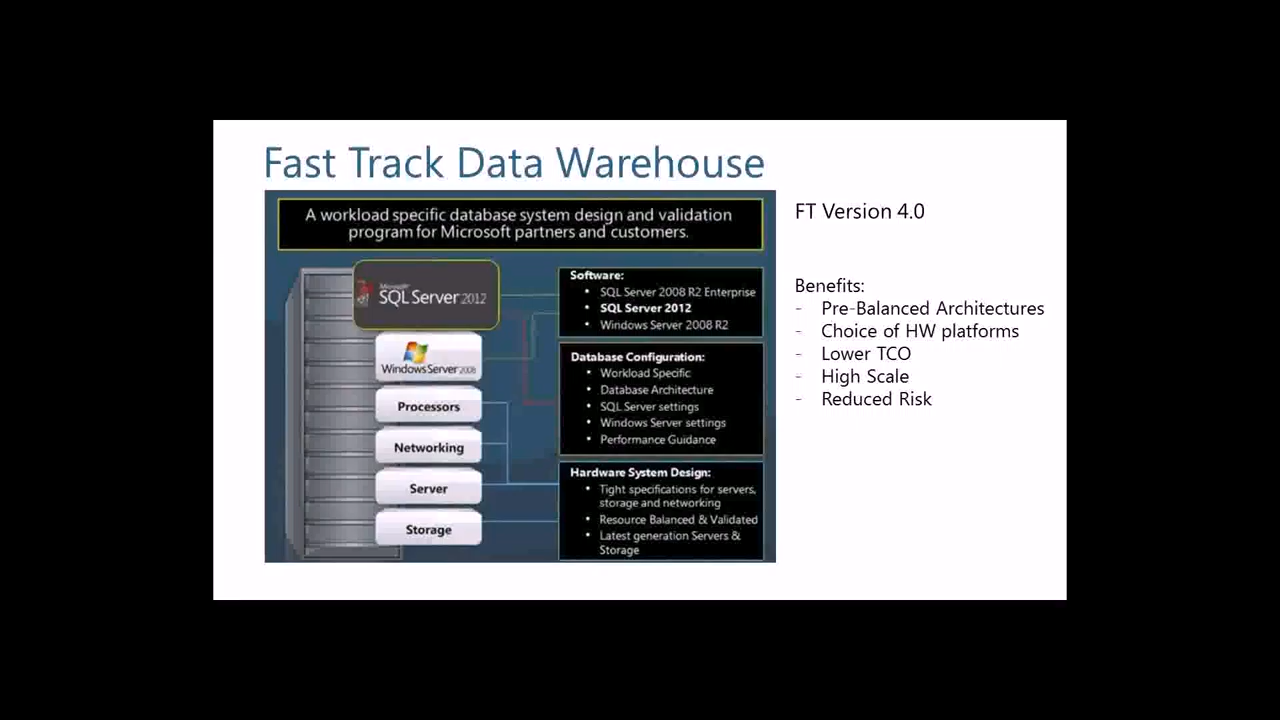 Fast Track Data Warehouse
A workload specific database system design and validation
program for Microsoft partners and customers.
Microsoft
SQL Server 2012
Windows Server 2008
Processors
Networking
Server
Storage
Software:
• SQL Server 2008 R2 Enterprise
• SQL Server 2012
• Windows Server 2008 R2
Database Configuration:
• Workload Specific
• Database Architecture
• SQL Server settings
• Windows Server settings
• Performance Guidance
Hardware System Design:
• Tight specifications for servers,
storage and networking
• Resource Balanced & Validated
• Latest generation Servers &
Storage
FT Version 4.0
Benefits:
- Pre-Balanced Architectures
- Choice of HW platforms
- Lower TCO
- High Scale
- Reduced Risk